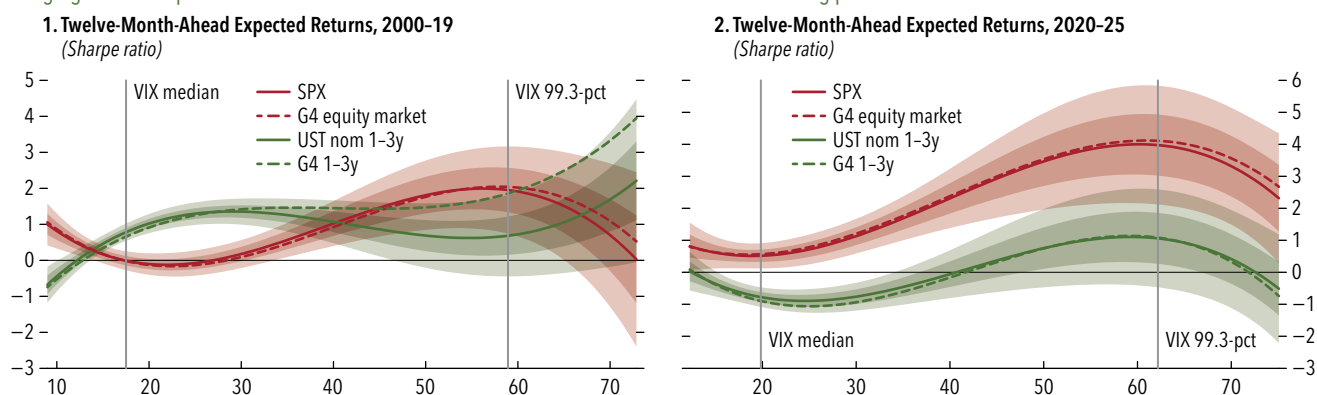 1. Twelve-Month-Ahead Expected Returns, 2000–19
(Sharpe ratio)
5
4
3
2
1
0
−1
−2
−3
VIX median
SPX
G4 equity market
UST nom 1–3y
G4 1–3y
VIX 99.3-pct
10 20 30 40 50 60 70
2. Twelve-Month-Ahead Expected Returns, 2020–25
(Sharpe ratio)
SPX
G4 equity market
UST nom 1–3y
G4 1–3y
VIX median
VIX 99.3-pct
6
5
4
3
2
1
0
−1
−2
−3
20 30 40 50 60 70